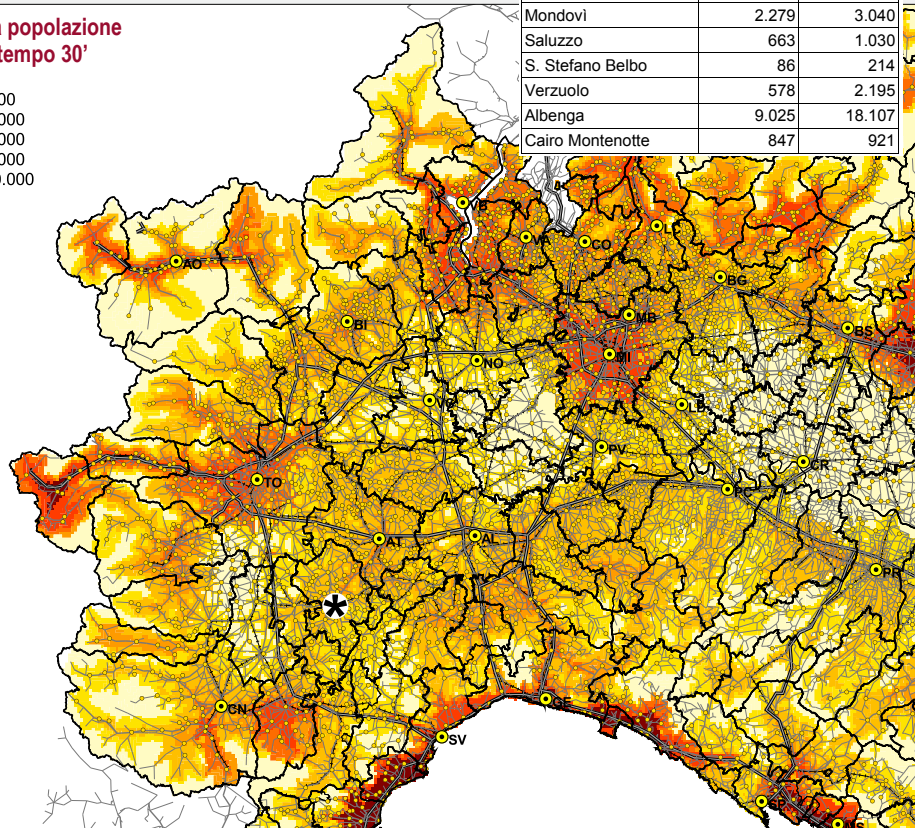 a popolazione
tempo 30’
00
000
000
000
0.000
Mondovì 2.279 3.040
Saluzzo 663 1.030
S. Stefano Belbo 86 214
Verzuolo 578 2.195
Albenga 9.025 18.107
Cairo Montenotte 847 921
VB
VA
CO
AO
BG
MB
BI
BS
MI
NO
PV
CR
TO
PC
AT
AL
PR
*
CN
GE
SV
SP
MS